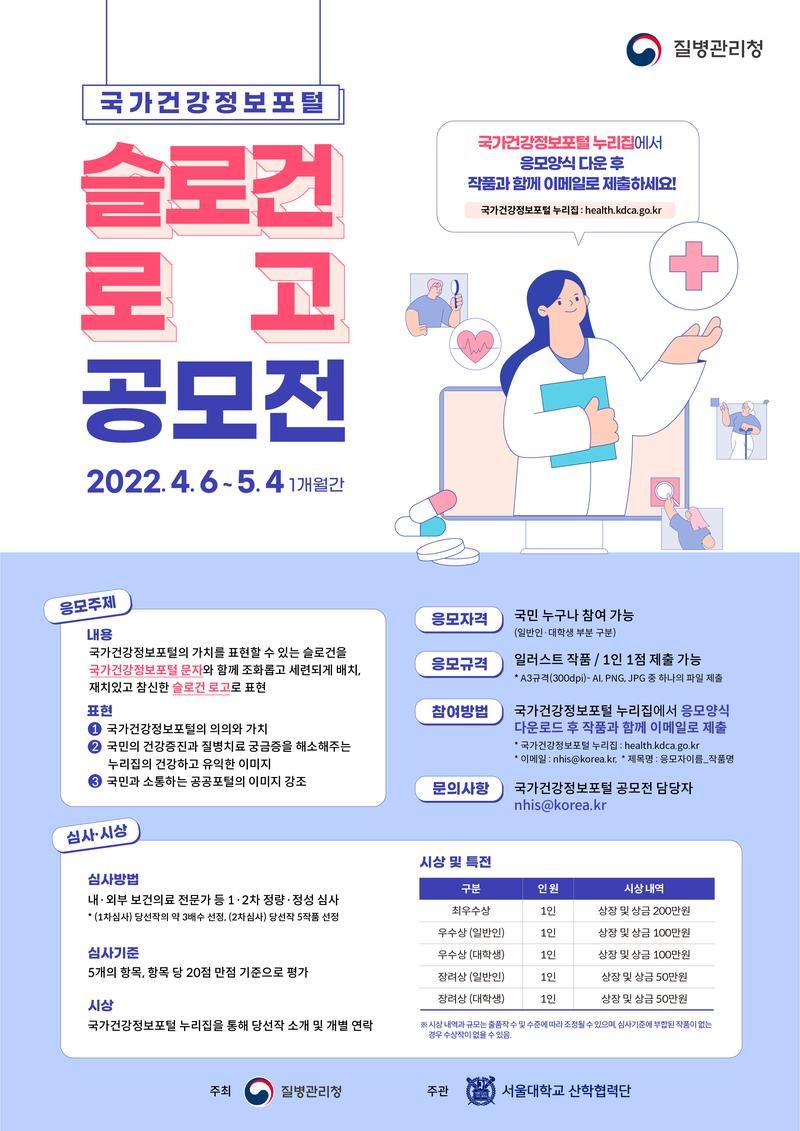 질병관리청
국가건강정보포털
슬로건
로고
공모전
2022. 4. 6 ~ 5. 4 1개월간
국가건강정보포털 누리집에서
응모양식 다운 후
작품과 함께 이메일로 제출하세요!
국가건강정보포털 누리집 : health.kdca.go.kr
응모주제
내용
국가건강정보포털의 가치를 표현할 수 있는 슬로건을
국가건강정보포털 문자와 함께 조화롭고 세련되게 배치,
재치있고 참신한 슬로건 로고로 표현
표현
1 국가건강정보포털의 의의와 가치
2 국민의 건강증진과 질병치료 궁금증을 해소해주는
누리집의 건강하고 유익한 이미지
3 국민과 소통하는 공공포털의 이미지 강조
응모자격
국민 누구나 참여 가능
(일반인 · 대학생 부분 구분)
응모규격
일러스트 작품 / 1인 1점 제출 가능
* A3규격(300dpi)- AI, PNG, JPG 중 하나의 파일 제출
참여방법
국가건강정보포털 누리집에서 응모양식
다운로드 후 작품과 함께 이메일로 제출
* 국가건강정보포털 누리집 : health.kdca.go.kr
* 이메일 : nhis@korea.kr, * 제목명 : 응모자이름_작품명
문의사항
국가건강정보포털 공모전 담당자
nhis@korea.kr
심사·시상
심사방법
내 · 외부 보건의료 전문가 등 1 · 2차 정량 · 정성 심사
* (1차심사) 당선작의 약 3배수 선정, (2차심사) 당선작 5작품 선정
심사기준
5개의 항목, 항목 당 20점 만점 기준으로 평가
시상
국가건강정보포털 누리집을 통해 당선작 소개 및 개별 연락
시상 및 특전
구분 인원 시상내역
최우수상 1인 상장 및 상금 200만원
우수상 (일반인) 1인 상장 및 상금 100만원
우수상 (대학생) 1인 상장 및 상금 100만원
장려상 (일반인) 1인 상장 및 상금 50만원
장려상 (대학생) 1인 상장 및 상금 50만원
※ 시상 내역과 규모는 출품작 수 및 수준에 따라 조정될 수 있으며, 심사기준에 부합된 작품이 없는
경우 수상작이 없을 수 있음.
주최 질병관리청
주관 서울대학교 산학협력단